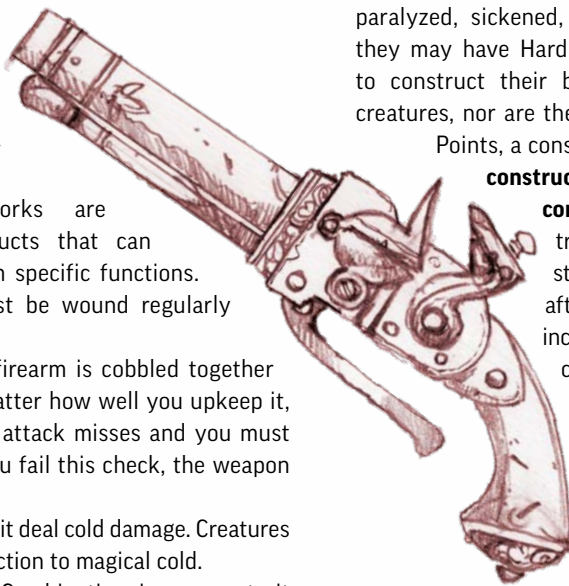 orks are
ucts that can
n specific functions.
st be wound regularly
firearm is cobbled together
atter how well you upkeep it,
attack misses and you must
u fail this check, the weapon
it deal cold damage. Creatures
ction to magical cold.
paralyzed, sickened,
they may have Hard
to construct their b
creatures, nor are the
Points, a cons
construc
con
tr
st
aft
inc